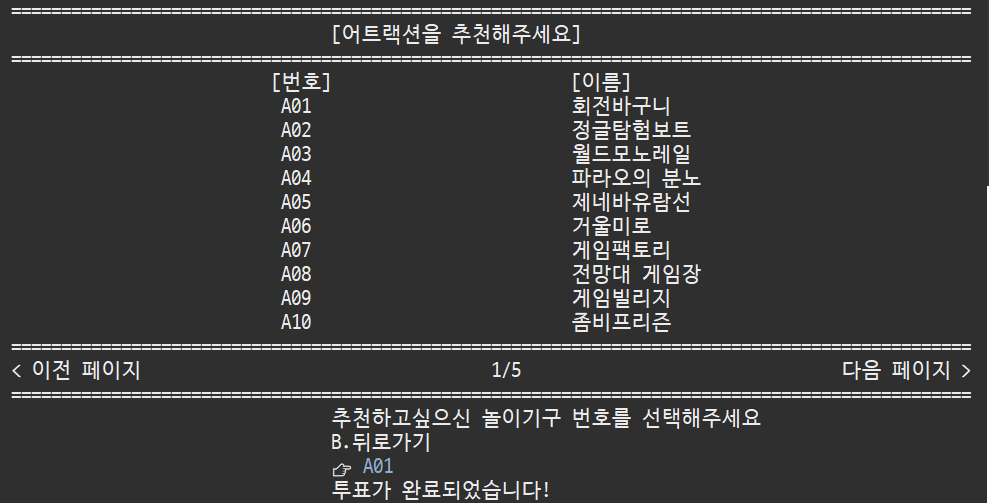 ================================================================================================
[어트랙션을 추천해주세요]
================================================================================================
[번호] [이름]
A01 회전바구니
A02 정글탐험보트
A03 월드모노레일
A04 파라오의 분노
A05 제네바유람선
A06 거울미로
A07 게임팩토리
A08 전망대 게임장
A09 게임빌리지
A10 좀비프리즌
================================================================================================
< 이전 페이지 1/5 다음 페이지 >
================================================================================================
추천하고싶으신 놀이기구 번호를 선택해주세요
B.뒤로가기
👉 A01
투표가 완료되었습니다!